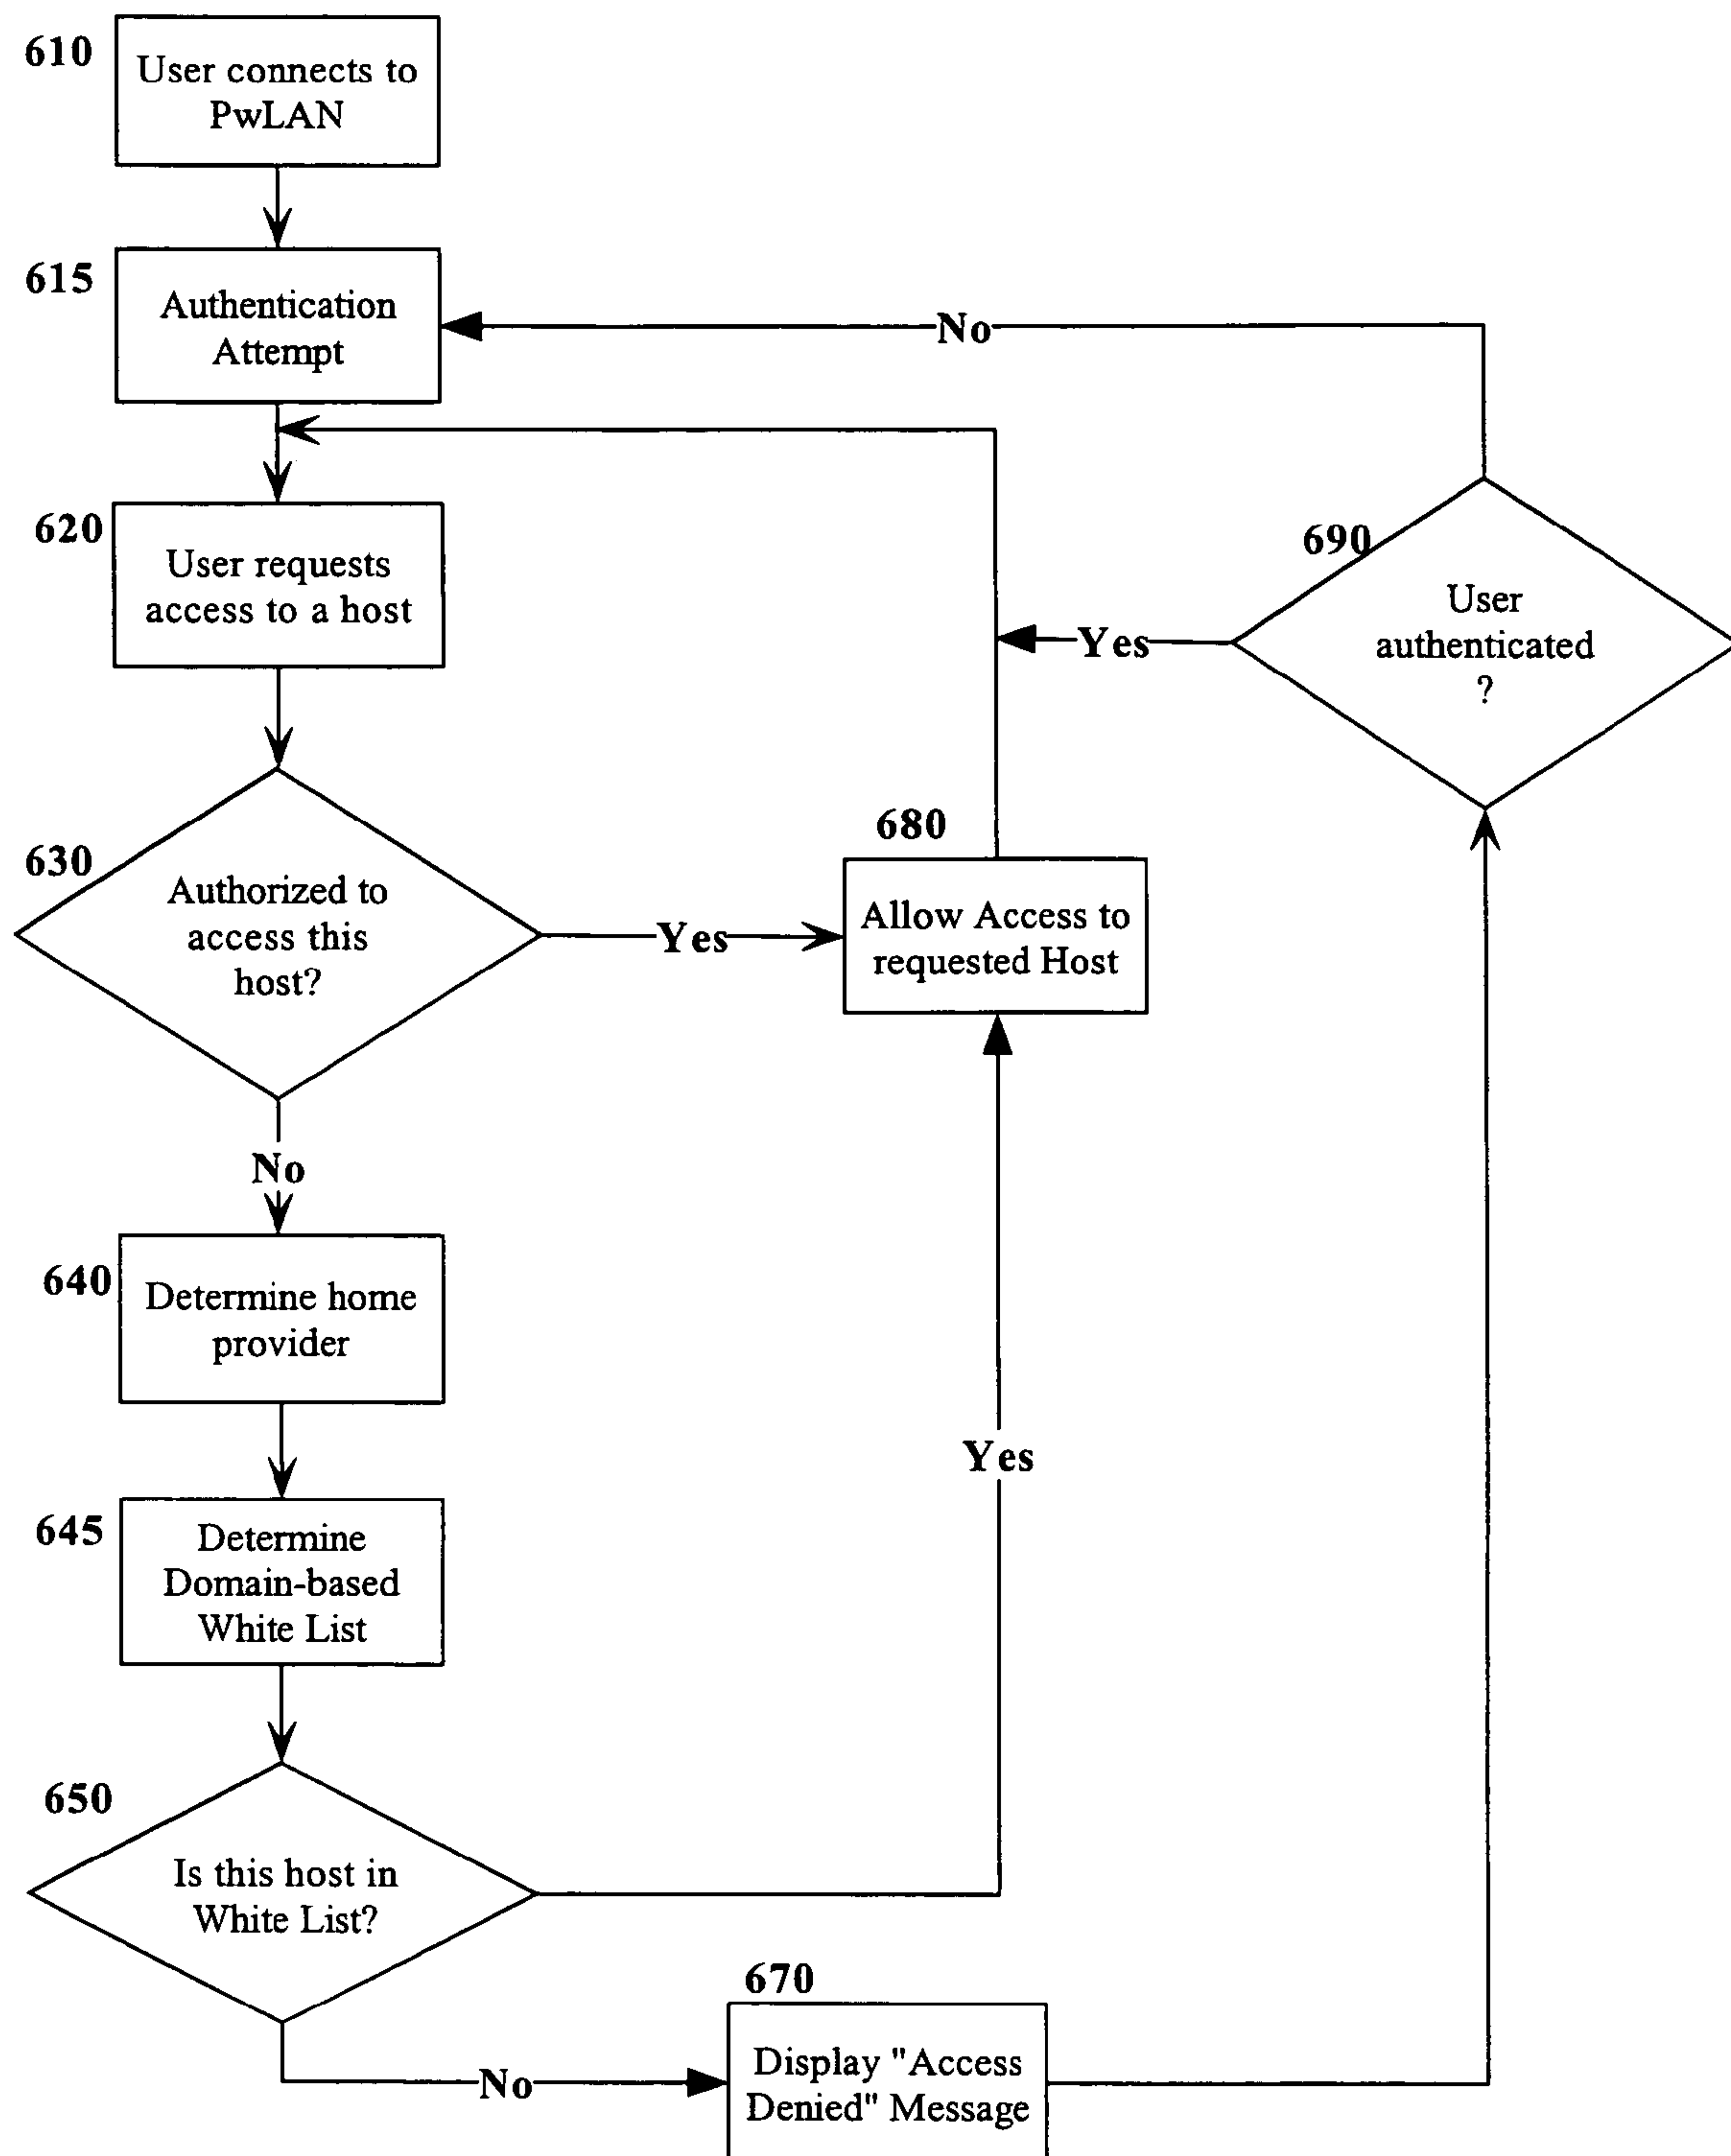 610
User connects to
PwLAN
615
Authentication
Attempt
No
620
User requests
access to a host
690
User
authenticated
?
Yes
630
Authorized to
access this
host?
Yes
680
Allow Access to
requested Host
No
640
Determine home
provider
Yes
645
Determine
Domain-based
White List
650
Is this host in
White List?
670
No
Display "Access
Denied" Message